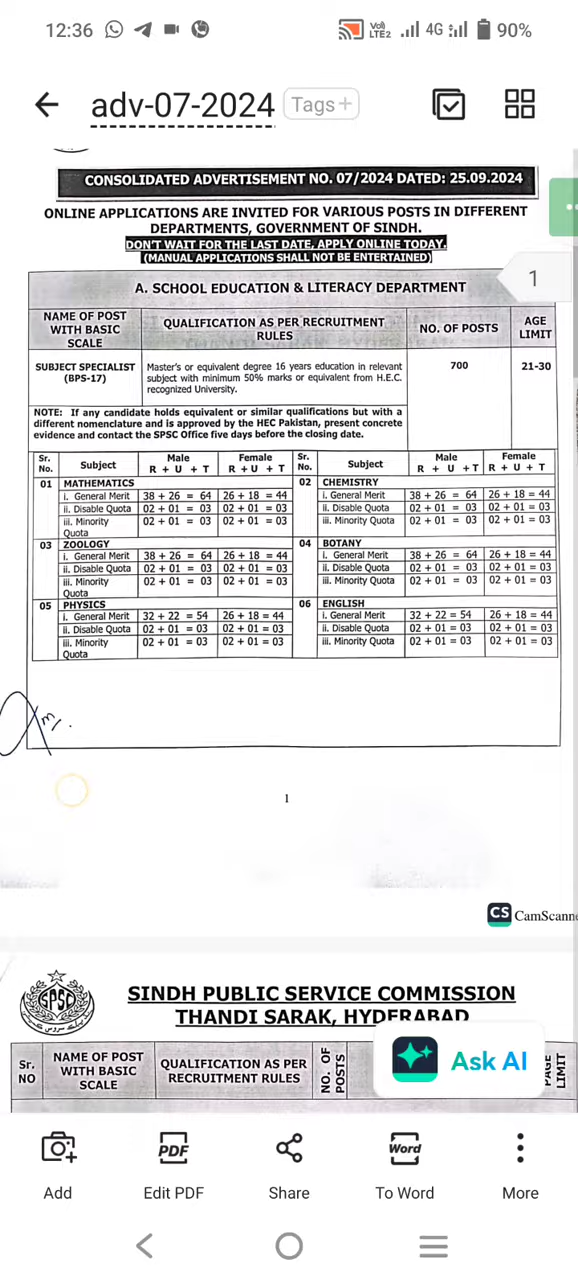 12:36
Vo)) LTE2 4G 90%
adv-07-2024 Tags+
CONSOLIDATED ADVERTISEMENT NO. 07/2024 DATED: 25.09.2024
ONLINE APPLICATIONS ARE INVITED FOR VARIOUS POSTS IN DIFFERENT
DEPARTMENTS, GOVERNMENT OF SINDH.
DON'T WAIT FOR THE LAST DATE, APPLY ONLINE TODAY.
(MANUAL APPLICATIONS SHALL NOT BE ENTERTAINED)
1
A. SCHOOL EDUCATION & LITERACY DEPARTMENT
NAME OF POST WITH BASIC SCALE QUALIFICATION AS PER RECRUITMENT RULES NO. OF POSTS AGE LIMIT
SUBJECT SPECIALIST Master's or equivalent degree 16 years education in relevant 700 21-30
(BPS-17) subject with minimum 50% marks or equivalent from H.E.C.
recognized University.
NOTE: If any candidate holds equivalent or similar qualifications but with a
different nomenclature and is approved by the HEC Pakistan, present concrete
evidence and contact the SPSC Office five days before the closing date.
Sr. No. Subject Male R + U + T Female R + U + T Sr. No. Subject Male R + U + T Female R + U + T
01 MATHEMATICS 02 CHEMISTRY
i. General Merit 38 + 26 = 64 26 + 18 = 44 i. General Merit 38 + 26 = 64 26 + 18 = 44
ii. Disable Quota 02 + 01 = 03 02 + 01 = 03 ii. Disable Quota 02 + 01 = 03 02 + 01 = 03
iii. Minority Quota 02 + 01 = 03 02 + 01 = 03 iii. Minority Quota 02 + 01 = 03 02 + 01 = 03
03 ZOOLOGY 04 BOTANY
i. General Merit 38 + 26 = 64 26 + 18 = 44 i. General Merit 38 + 26 = 64 26 + 18 = 44
ii. Disable Quota 02 + 01 = 03 02 + 01 = 03 ii. Disable Quota 02 + 01 = 03 02 + 01 = 03
iii. Minority Quota 02 + 01 = 03 02 + 01 = 03 iii. Minority Quota 02 + 01 = 03 02 + 01 = 03
05 PHYSICS 06 ENGLISH
i. General Merit 32 + 22 = 54 26 + 18 = 44 i. General Merit 32 + 22 = 54 26 + 18 = 44
ii. Disable Quota 02 + 01 = 03 02 + 01 = 03 ii. Disable Quota 02 + 01 = 03 02 + 01 = 03
iii. Minority Quota 02 + 01 = 03 02 + 01 = 03 iii. Minority Quota 02 + 01 = 03 02 + 01 = 03
1
CS CamScanne
SPSC
SINDH PUBLIC SERVICE COMMISSION
THANDI SARAK, HYDERABAD
Sr. NO NAME OF POST WITH BASIC SCALE QUALIFICATION AS PER RECRUITMENT RULES NO. OF POSTS LIMIT
Ask AI
Add Edit PDF Share To Word More